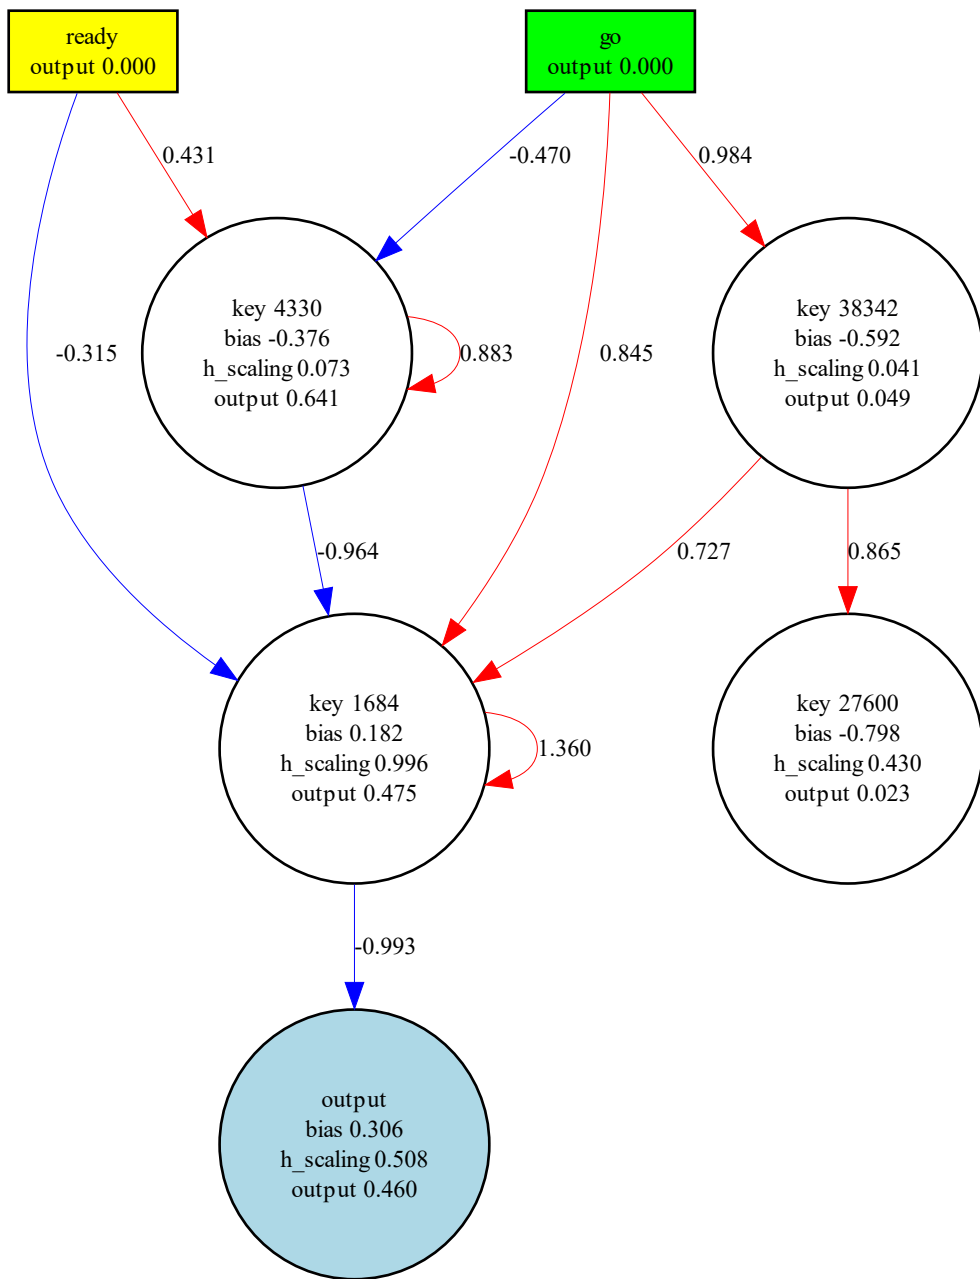 ready
output 0.000
go
output 0.000
0.431
-0.470
0.984
key 4330
bias -0.376
h_scaling 0.073
output 0.641
key 38342
bias -0.592
h_scaling 0.041
output 0.049
-0.315
0.883
0.845
-0.964
0.727
0.865
key 1684
bias 0.182
h_scaling 0.996
output 0.475
1.360
key 27600
bias -0.798
h_scaling 0.430
output 0.023
-0.993
output
bias 0.306
h_scaling 0.508
output 0.460